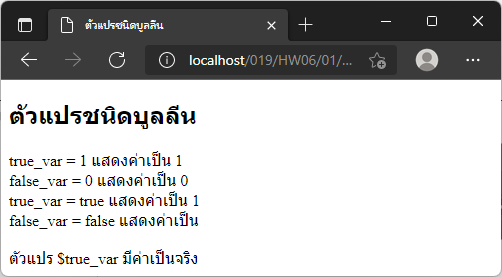 ตัวแปรชนิดบูลลีน
localhost/019/HW06/01/...
ตัวแปรชนิดบูลลีน
true_var = 1 แสดงค่าเป็น 1
false_var = 0 แสดงค่าเป็น 0
true_var = true แสดงค่าเป็น 1
false_var = false แสดงค่าเป็น
ตัวแปร $true_var มีค่าเป็นจริง